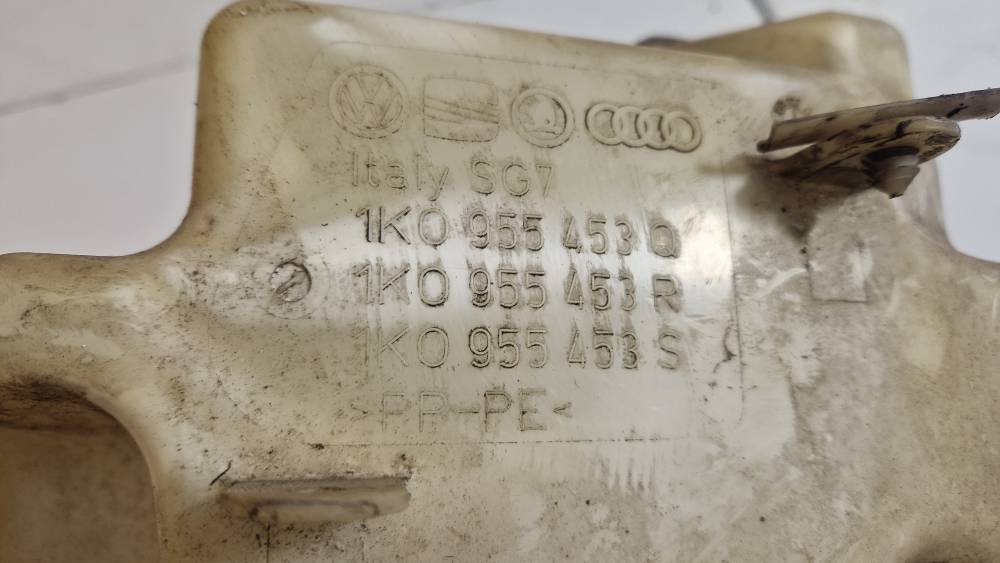 Italy SG7
1K0 955 453 Q
1K0 955 453 R
1K0 955 453 S
>PP-PE<